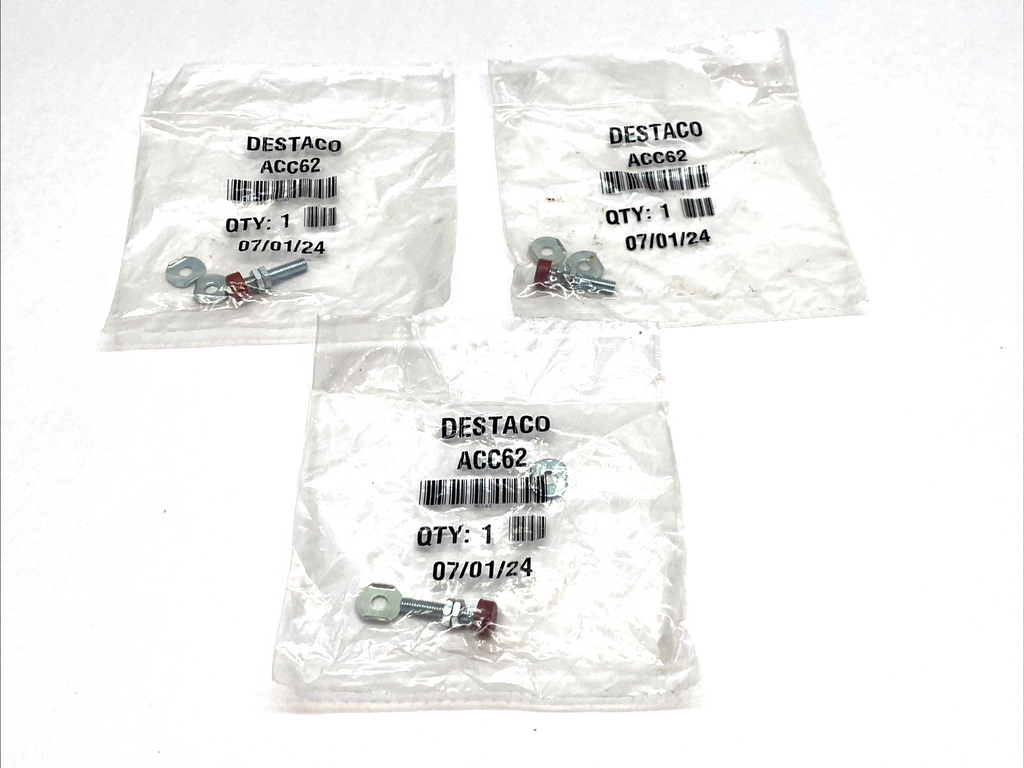 DESTACO
ACC62
QTY: 1
07/01/24
DESTACO
ACC62
QTY: 1
07/01/24
DESTACO
ACC62
QTY: 1
07/01/24